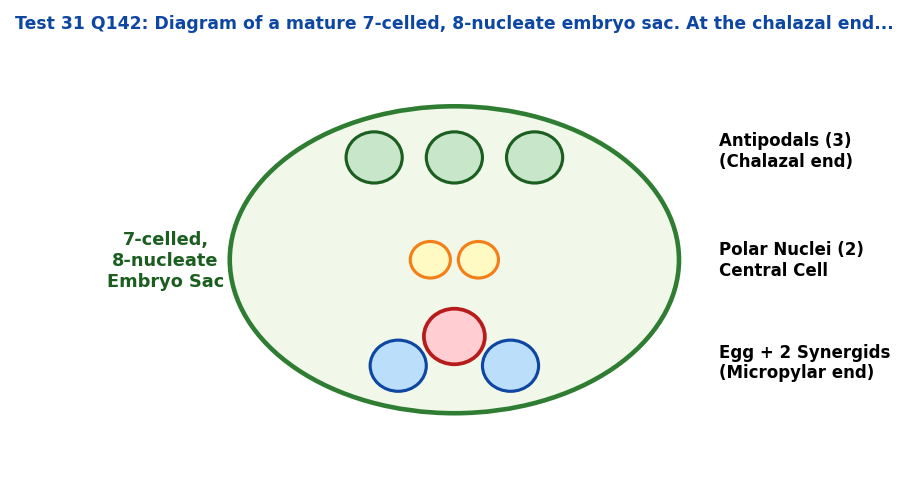 Test 31 Q142: Diagram of a mature 7-celled, 8-nucleate embryo sac. At the chalazal end...
Antipodals (3)
(Chalazal end)
7-celled,
8-nucleate
Embryo Sac
Polar Nuclei (2)
Central Cell
Egg + 2 Synergids
(Micropylar end)